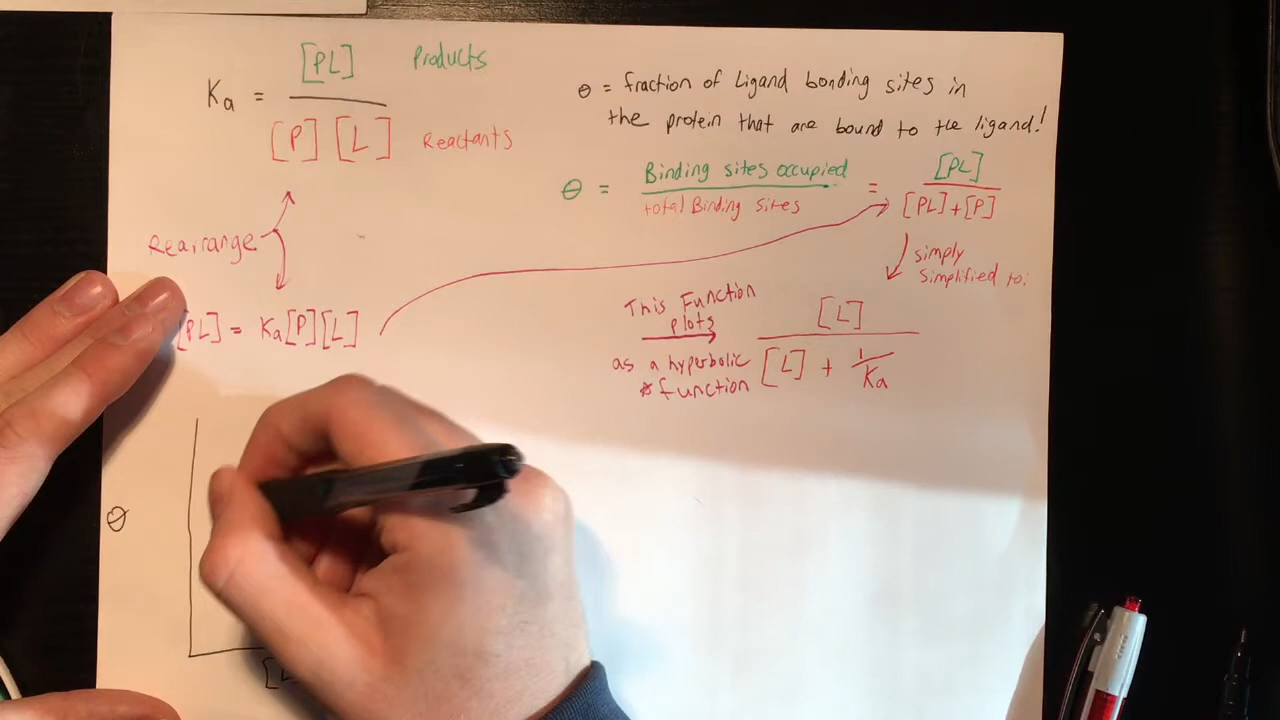 Ka = [PL] / [P] [L]
Products
Reactants
Rearrange
[PL] = Ka[P][L]
Θ = fraction of Ligand bonding sites in
the protein that are bound to the ligand!
Θ = Binding sites occupied / total Binding sites = [PL] / [PL]+[P]
simply
simplified to:
This Function
plots
as a hyperbolic
function
[L] / [L] + 1/Ka
Θ
[L